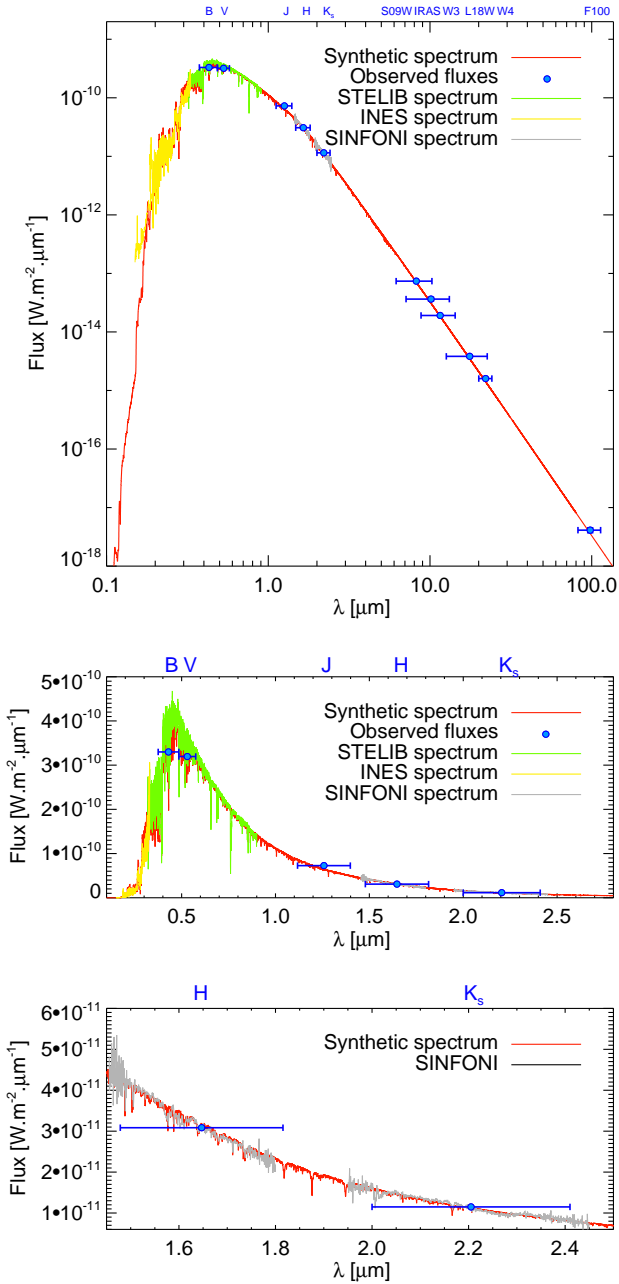 B V J H Ks S09W IRAS W3 L18W W4 F100
Synthetic spectrum
Observed fluxes
STELIB spectrum
INES spectrum
SINFONI spectrum
Flux [W.m-2.μm-1]
10-10
10-12
10-14
10-16
10-18
0.1 1.0 10.0 100.0
λ [μm]
B V J H Ks
Synthetic spectrum
Observed fluxes
STELIB spectrum
INES spectrum
SINFONI spectrum
Flux [W.m-2.μm-1]
5•10-10
4•10-10
3•10-10
2•10-10
1•10-10
0
0.5 1.0 1.5 2.0 2.5
λ [μm]
H Ks
Synthetic spectrum
SINFONI
Flux [W.m-2.μm-1]
6•10-11
5•10-11
4•10-11
3•10-11
2•10-11
1•10-11
1.6 1.8 2.0 2.2 2.4
λ [μm]